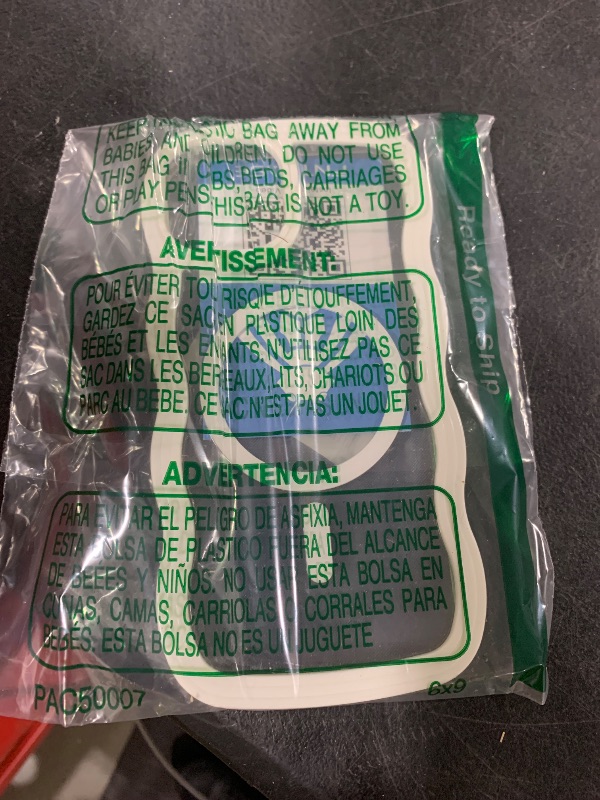 KEEP PLASTIC BAG AWAY FROM
BABIES AND CHILDREN. DO NOT USE
THIS BAG IN CRIBS, BEDS, CARRIAGES
OR PLAY PENS. THIS BAG IS NOT A TOY.
AVERTISSEMENT:
POUR ÉVITER TOUT RISQUE D'ÉTOUFFEMENT,
GARDEZ CE SAC EN PLASTIQUE LOIN DES
BÉBÉS ET LES ENFANTS. N'UTILISEZ PAS CE
SAC DANS LES BERCEAUX, LITS, CHARIOTS OU
PARC AU BEBE. CE SAC N'EST PAS UN JOUET.
ADVERTENCIA:
PARA EVITAR EL PELIGRO DE ASFIXIA, MANTENGA
ESTA BOLSA DE PLASTICO FUERA DEL ALCANCE
DE BEBES Y NIÑOS. NO USAR ESTA BOLSA EN
CUNAS, CAMAS, CARRIOLAS O CORRALES PARA
BEBÉS. ESTA BOLSA NO ES UN JUGUETE
PAC50007
6x9
Ready to Ship